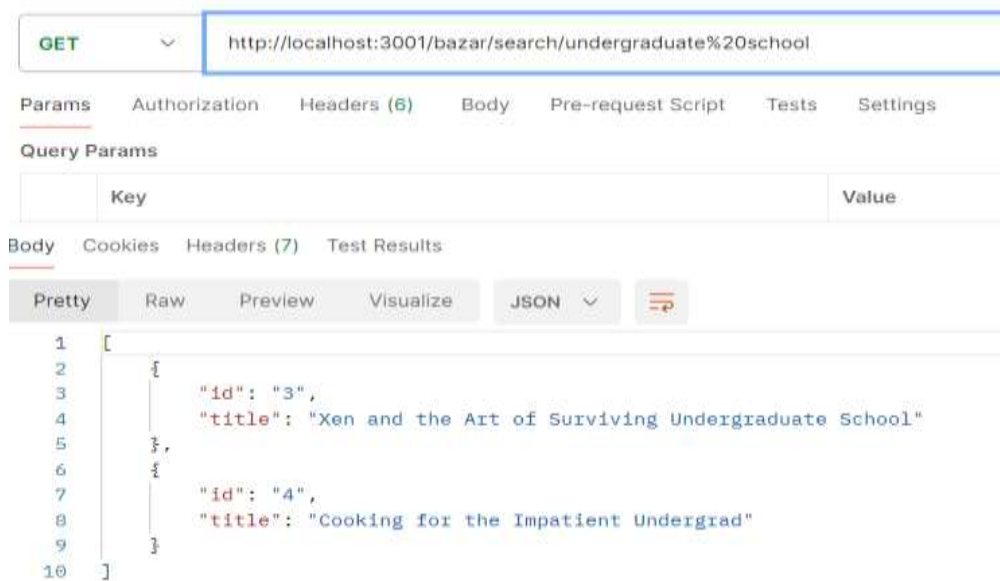 GET http://localhost:3001/bazar/search/undergraduate%20school
Params Authorization Headers (6) Body Pre-request Script Tests Settings
Query Params
Key Value
Body Cookies Headers (7) Test Results
Pretty Raw Preview Visualize JSON
1 [
2 {
3 "id": "3",
4 "title": "Xen and the Art of Surviving Undergraduate School"
5 },
6 {
7 "id": "4",
8 "title": "Cooking for the Impatient Undergrad"
9 }
10 ]